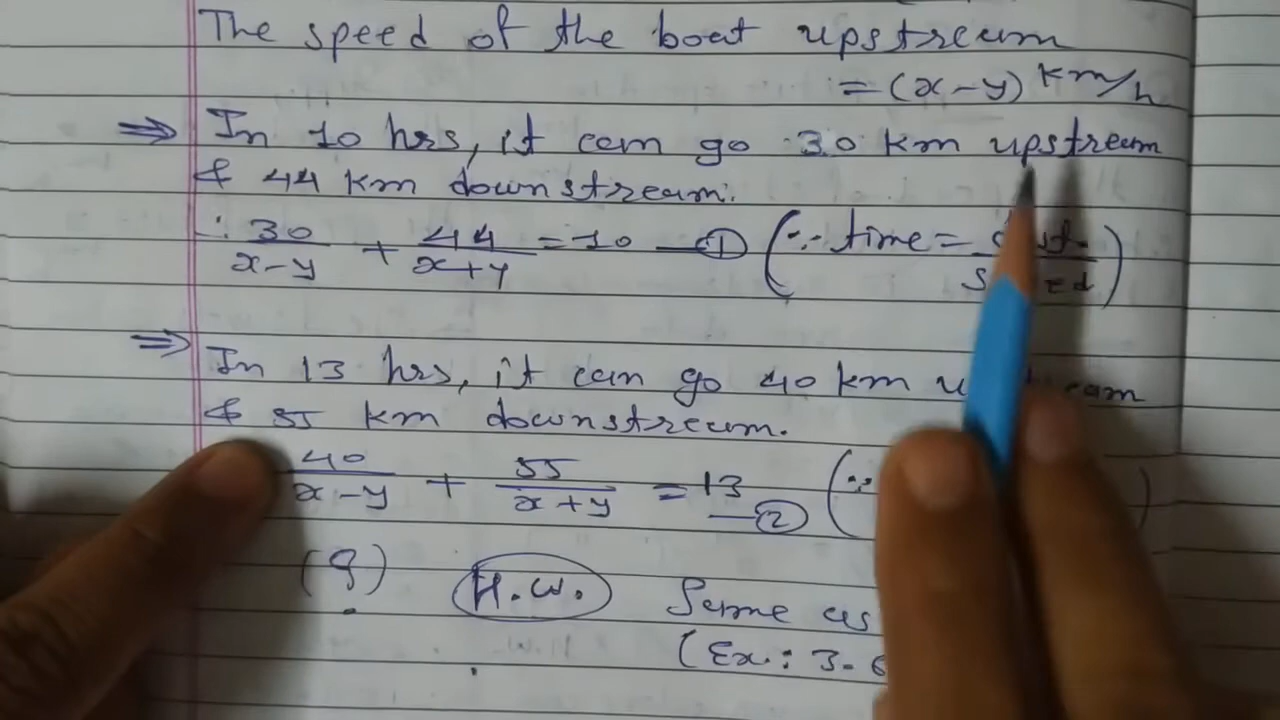 The speed of the boat upstream
= (x-y) km/h
⇒ In 10 hrs, it can go 30 km upstream
& 44 km downstream.
∴ 30/(x-y) + 44/(x+y) = 10 —① (∵ time =
⇒ In 13 hrs, it can go 40 km
& 55 km downstream.
40/(x-y) + 55/(x+y) = 13 —② (∵
H.W. Same as
(Ex.: 3.6